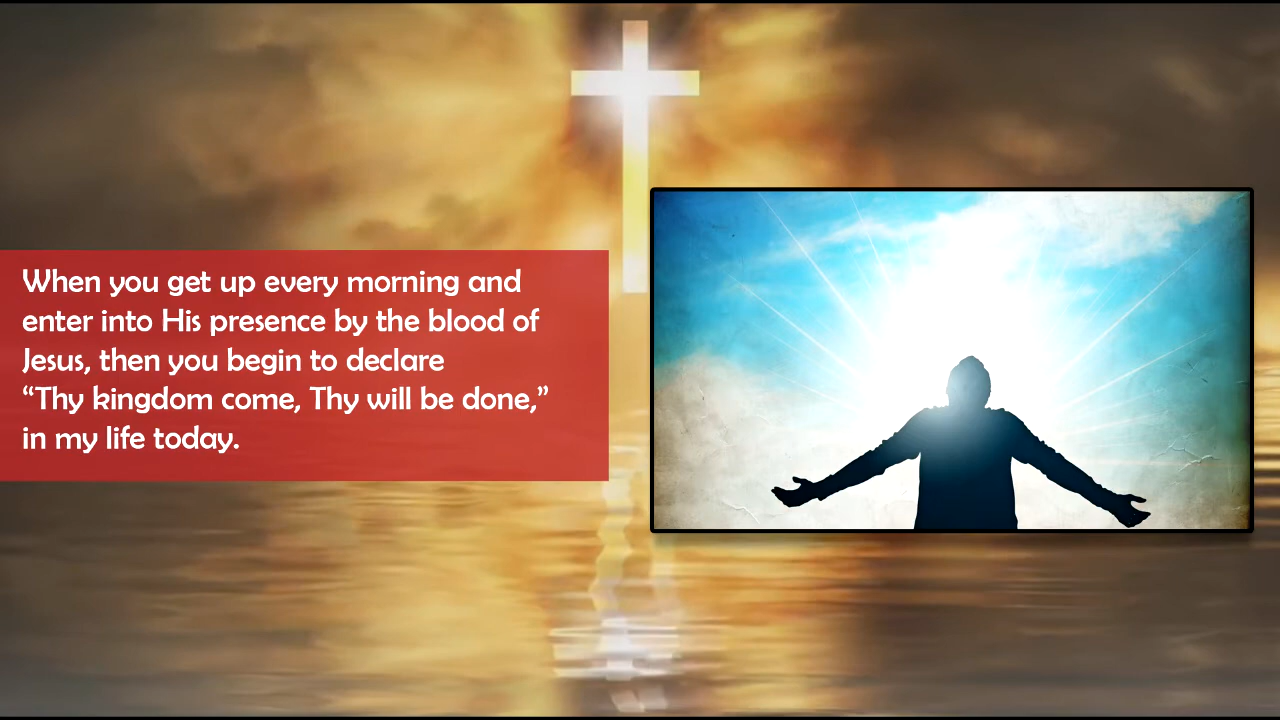 When you get up every morning and
enter into His presence by the blood of
Jesus, then you begin to declare
“Thy kingdom come, Thy will be done,”
in my life today.